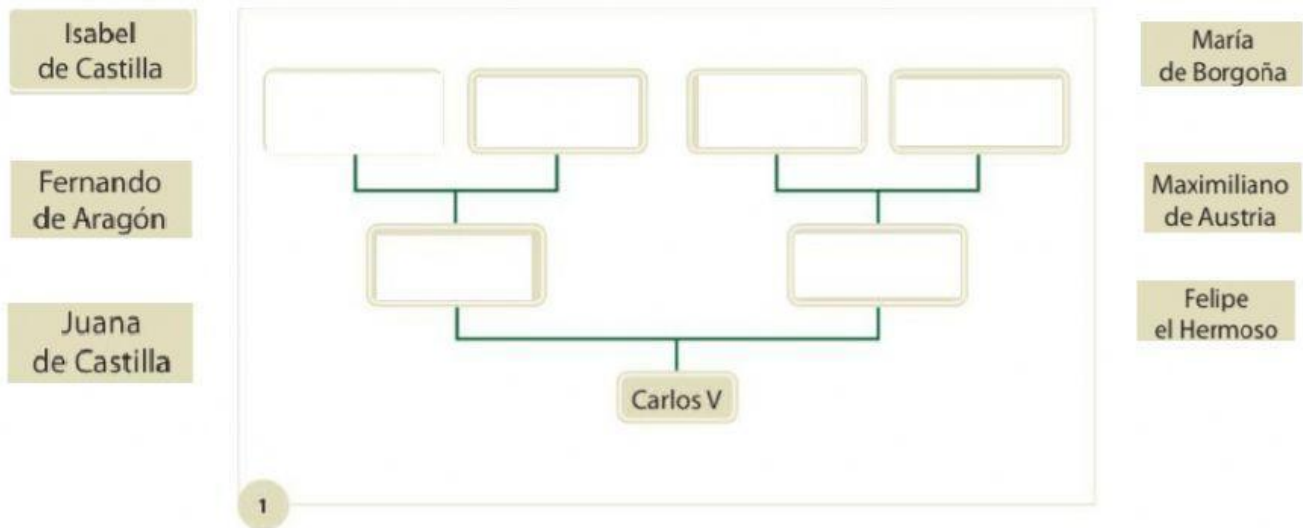 Isabel
de Castilla
Fernando
de Aragón
Juana
de Castilla
Carlos V
1
María
de Borgoña
Maximiliano
de Austria
Felipe
el Hermoso